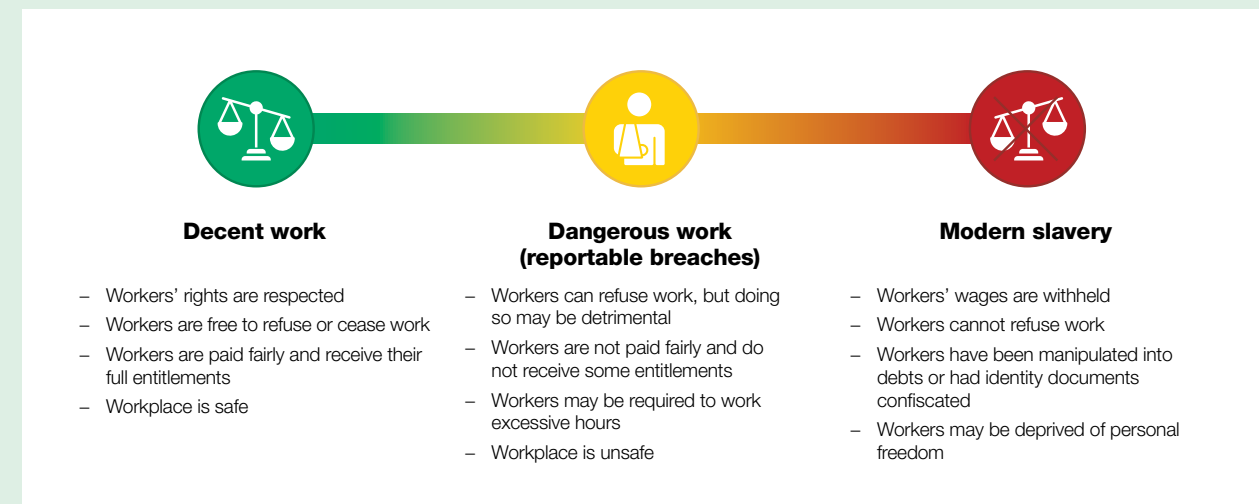 Decent work
– Workers’ rights are respected
– Workers are free to refuse or cease work
– Workers are paid fairly and receive their
full entitlements
– Workplace is safe
Dangerous work
(reportable breaches)
– Workers can refuse work, but doing
so may be detrimental
– Workers are not paid fairly and do
not receive some entitlements
– Workers may be required to work
excessive hours
– Workplace is unsafe
Modern slavery
– Workers’ wages are withheld
– Workers cannot refuse work
– Workers have been manipulated into
debts or had identity documents
confiscated
– Workers may be deprived of personal
freedom